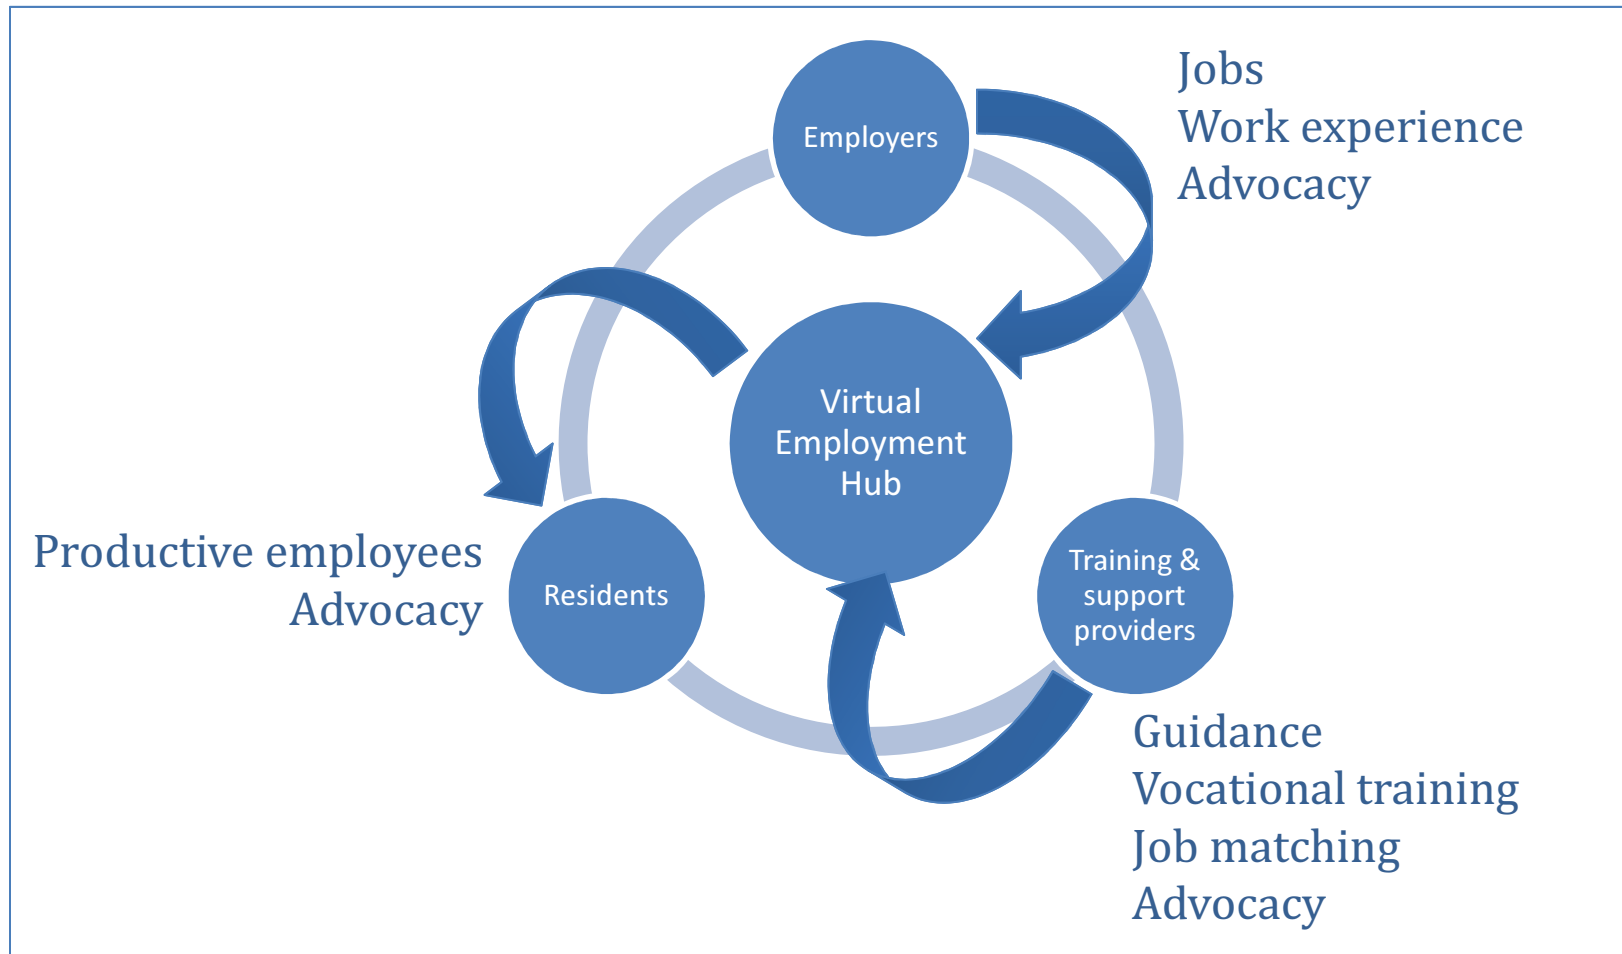 Employers
Jobs
Work experience
Advocacy
Virtual
Employment
Hub
Productive employees
Advocacy
Residents
Training &
support
providers
Guidance
Vocational training
Job matching
Advocacy